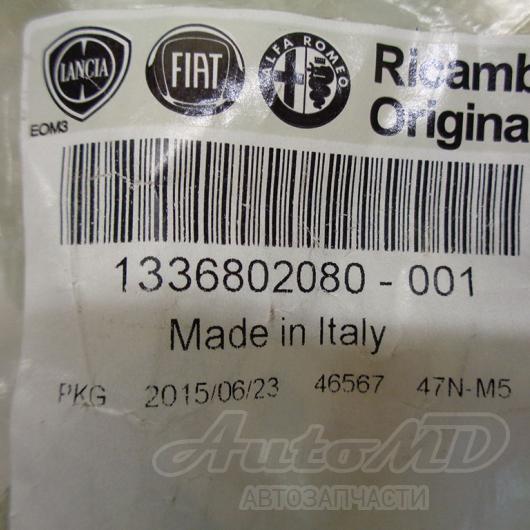 LANCIA FIAT ALFA ROMEO Ricamb
Origina
EOM3
1336802080 - 001
Made in Italy
PKG 2015/06/23 46567 47N-M5
AutoMD
АВТОЗАПЧАСТИ